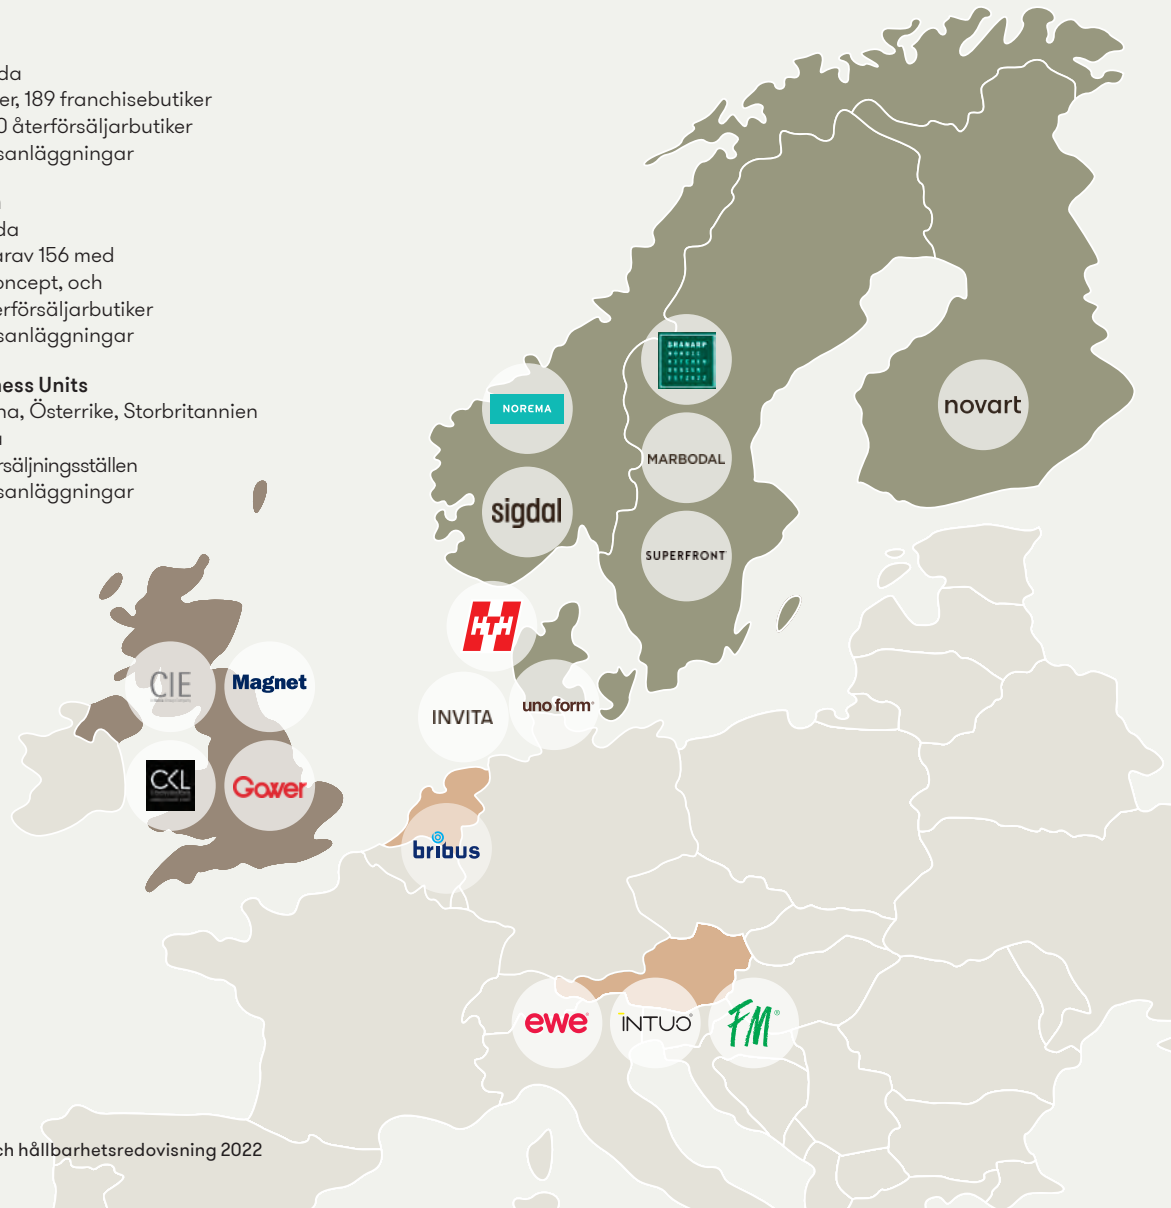 da
er, 189 franchisebutiker
0 återförsäljarbutiker
sanläggningar
da
arav 156 med
oncept, och
erförsäljarbutiker
sanläggningar
ness Units
na, Österrike, Storbritannien
rsäljningsställen
sanläggningar
NOREMA
sigdal
MARBODAL
SUPERFRONT
novart
HTH
INVITA
uno form
CIE
Magnet
CKL
Gower
bribus
ewe
INTUO
FM
ch hållbarhetsredovisning 2022